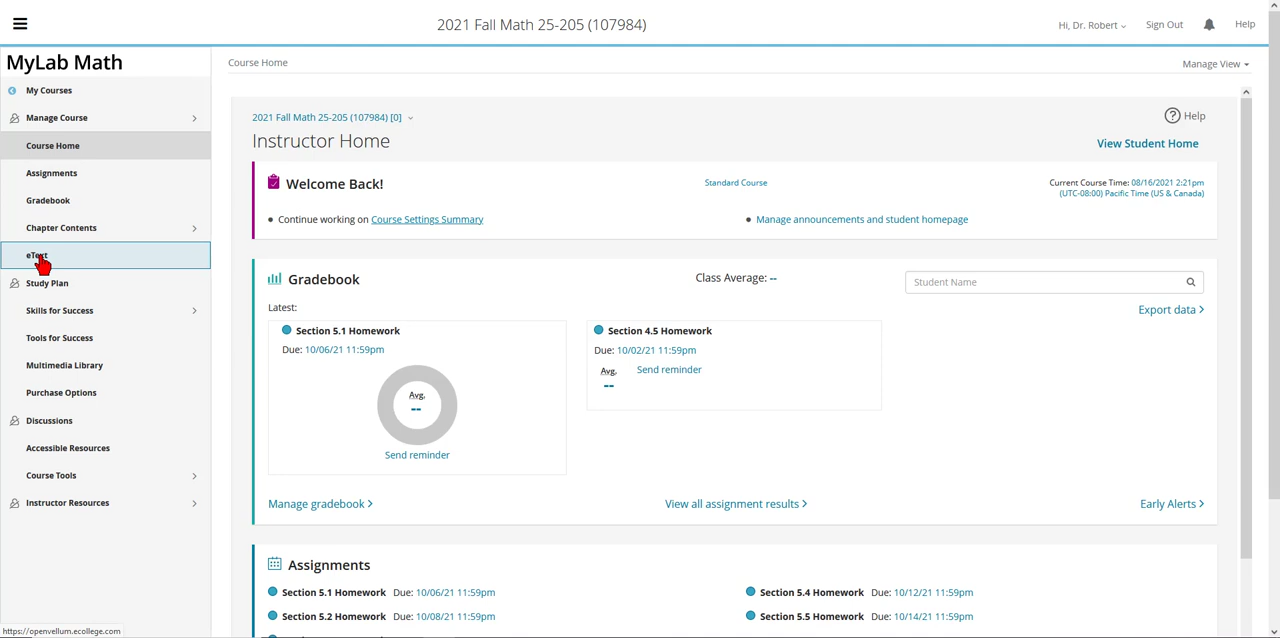 2021 Fall Math 25-205 (107984)
Hi, Dr. Robert
Sign Out
Help
MyLab Math
My Courses
Manage Course
Course Home
Assignments
Gradebook
Chapter Contents
eText
Study Plan
Skills for Success
Tools for Success
Multimedia Library
Purchase Options
Discussions
Accessible Resources
Course Tools
Instructor Resources
https://openvellum.ecollege.com
Course Home
Manage View
2021 Fall Math 25-205 (107984) [0]
? Help
Instructor Home
View Student Home
Welcome Back!
Standard Course
Current Course Time: 08/16/2021 2:21pm
(UTC-08:00) Pacific Time (US & Canada)
• Continue working on Course Settings Summary
• Manage announcements and student homepage
Gradebook
Class Average: --
Student Name
Latest:
Export data
Section 5.1 Homework
Due: 10/06/21 11:59pm
Avg.
--
Send reminder
Section 4.5 Homework
Due: 10/02/21 11:59pm
Avg.
--
Send reminder
Manage gradebook
View all assignment results
Early Alerts
Assignments
Section 5.1 Homework Due: 10/06/21 11:59pm
Section 5.4 Homework Due: 10/12/21 11:59pm
Section 5.2 Homework Due: 10/08/21 11:59pm
Section 5.5 Homework Due: 10/14/21 11:59pm